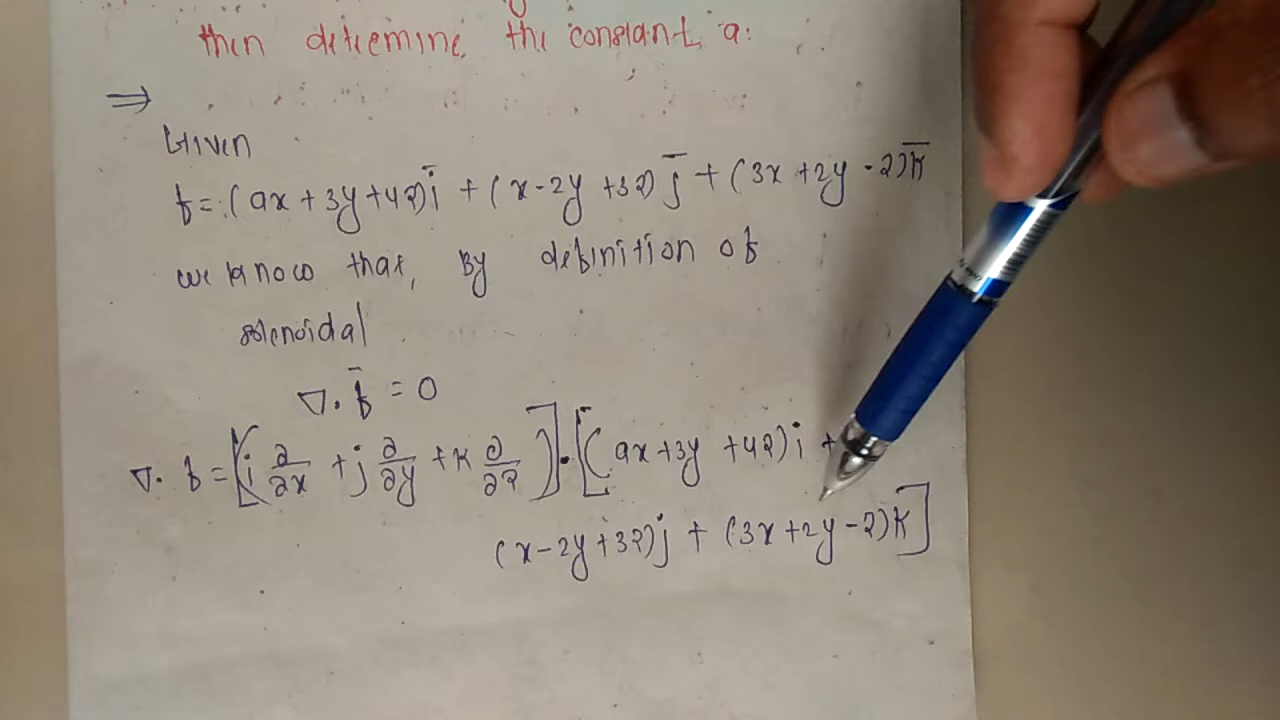 then determine the constant a:
⇒
Given
f = (ax + 3y + 4z)i̅ + (x - 2y + 3z)j̅ + (3x + 2y - z)k̅
we know that, By definition of
solenoidal
∇. f̅ = 0
∇. f = [(i ∂/∂x + j ∂/∂y + k ∂/∂z)]·[(ax + 3y + 4z)i +
(x - 2y + 3z)j + (3x + 2y - z)k]